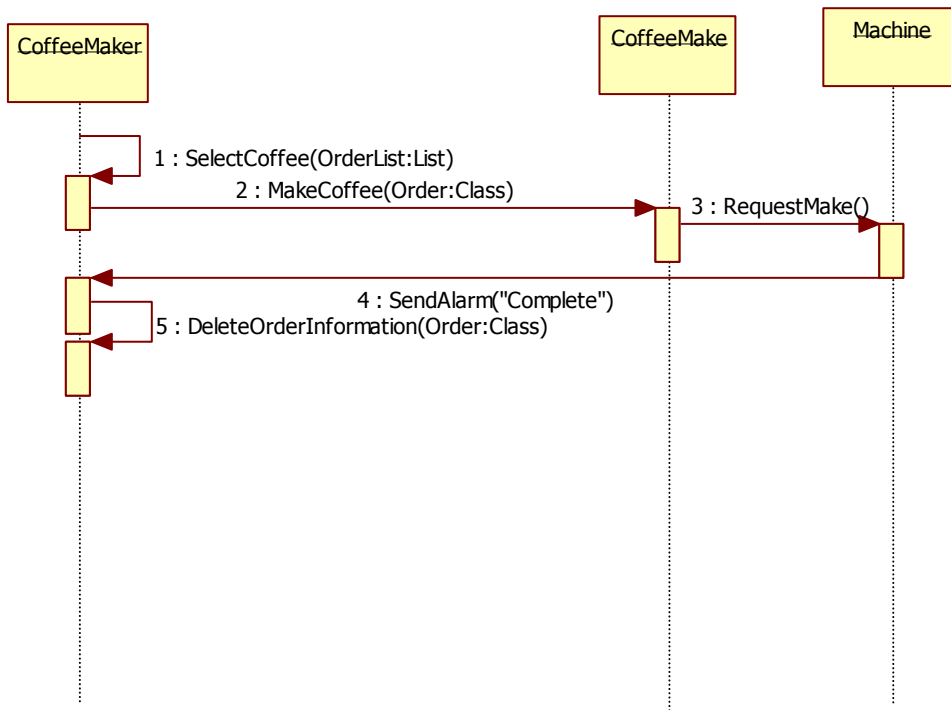 CoffeeMaker
CoffeeMake
Machine
1 : SelectCoffee(OrderList:List)
2 : MakeCoffee(Order:Class)
3 : RequestMake()
4 : SendAlarm("Complete")
5 : DeleteOrderInformation(Order:Class)